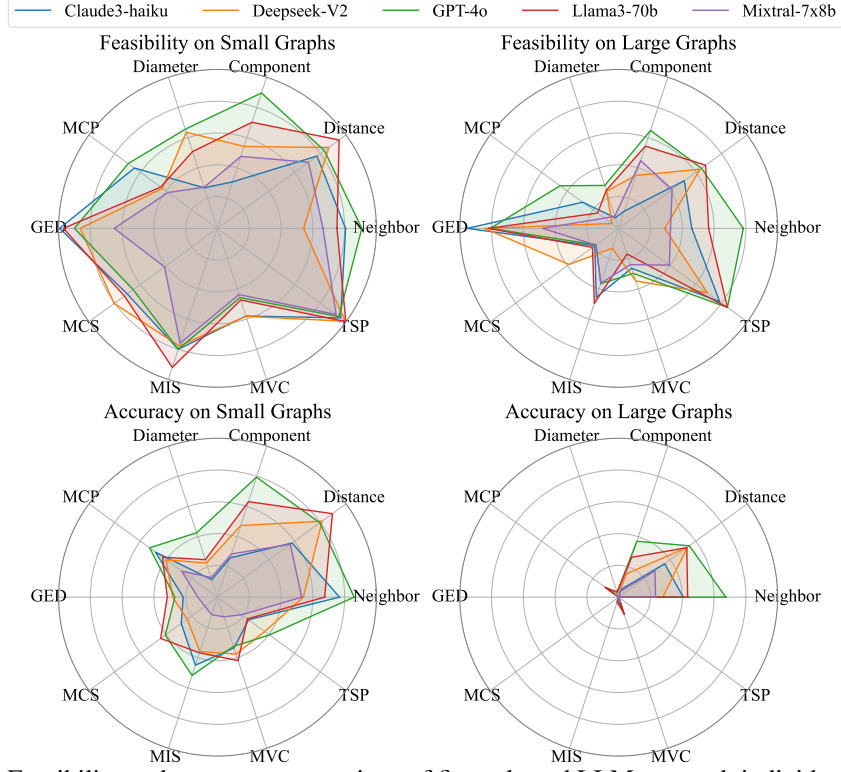 Claude3-haiku Deepseek-V2 GPT-4o Llama3-70b Mixtral-7x8b
Feasibility on Small Graphs
Feasibility on Large Graphs
Diameter Component
Diameter Component
MCP Distance
MCP Distance
GED Neighbor
GED Neighbor
MCS TSP
MCS TSP
MIS MVC
MIS MVC
Accuracy on Small Graphs
Accuracy on Large Graphs
Diameter Component
Diameter Component
MCP Distance
MCP Distance
GED Neighbor
GED Neighbor
MCS TSP
MCS TSP
MIS MVC
MIS MVC